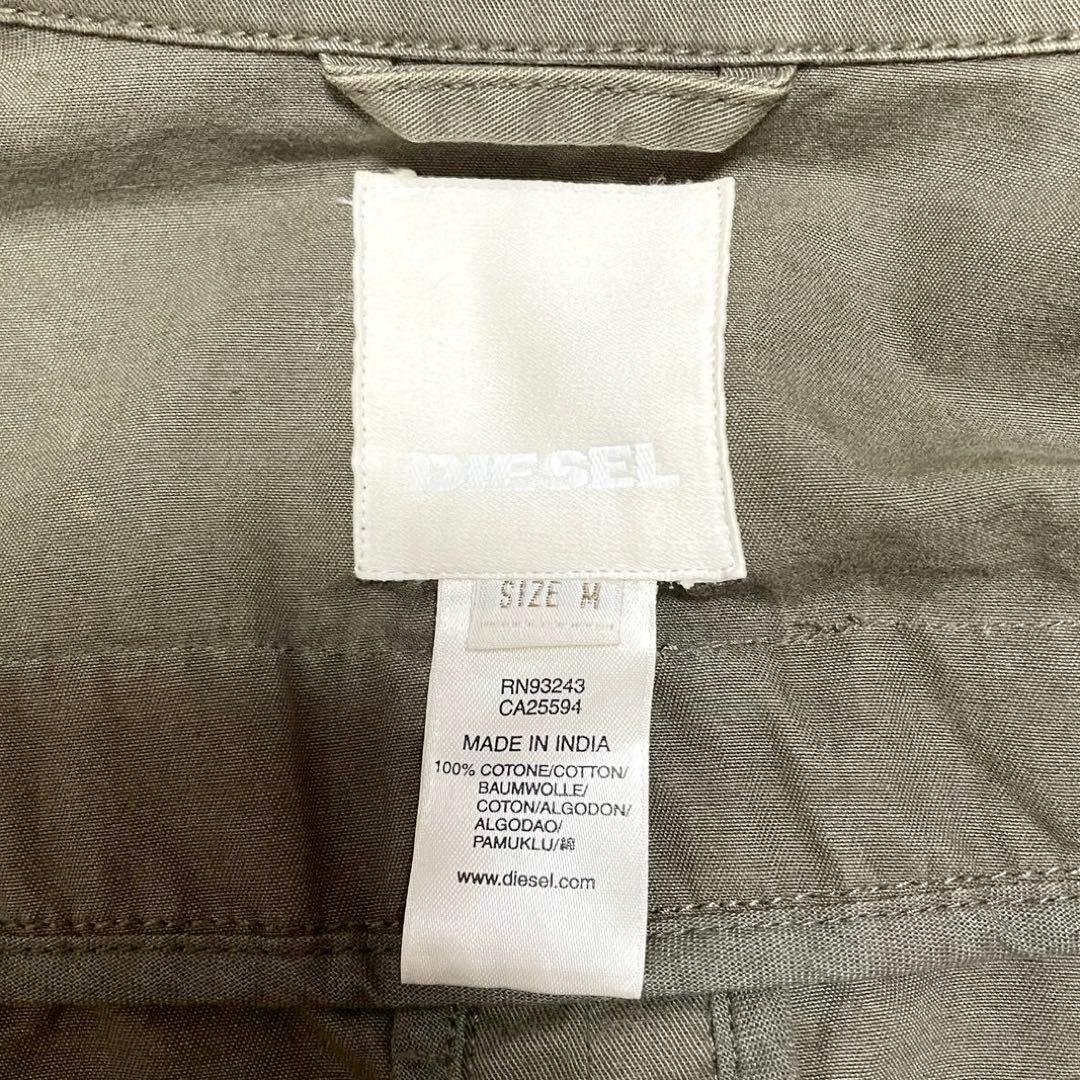 DIESEL
SIZE M
RN93243
CA25594
MADE IN INDIA
100% COTONE/COTTON/
BAUMWOLLE/
COTON/ALGODON/
ALGODAO/
PAMUKLU/綿
www.diesel.com